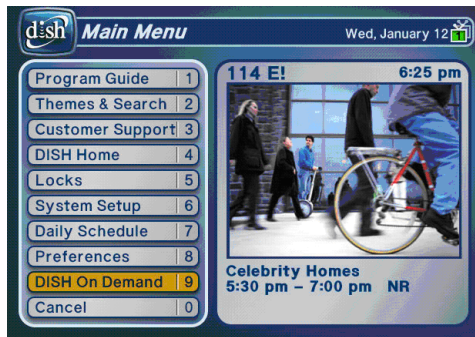 dish Main Menu Wed, January 12 1
Program Guide 1
Themes & Search 2
Customer Support 3
DISH Home 4
Locks 5
System Setup 6
Daily Schedule 7
Preferences 8
DISH On Demand 9
Cancel 0
114 E! 6:25 pm
Celebrity Homes
5:30 pm – 7:00 pm NR